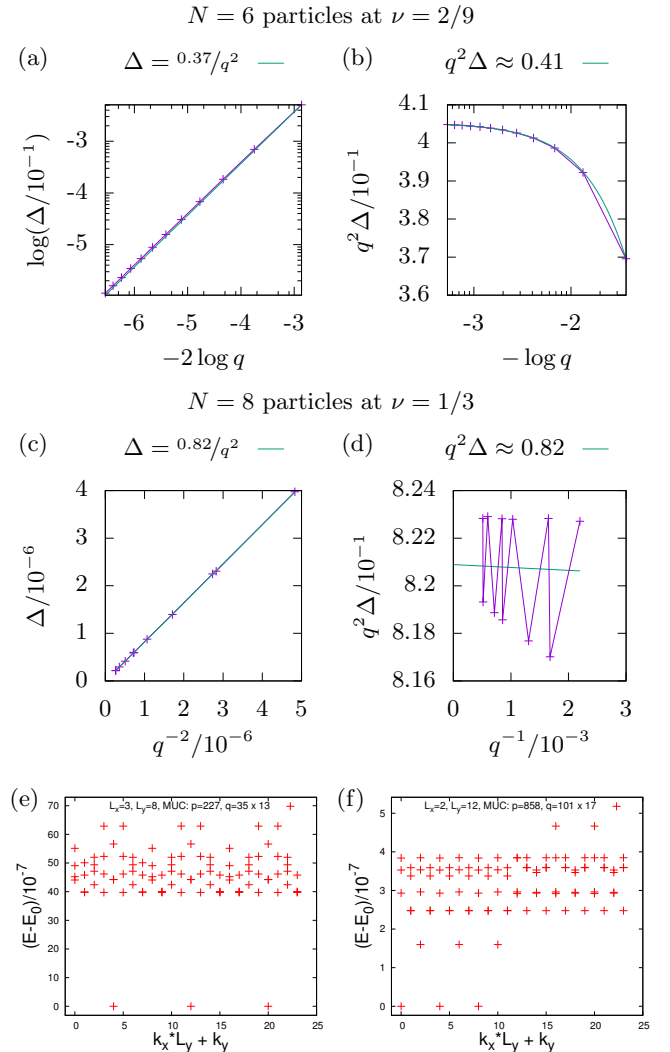 N = 6 particles at ν = 2/9
(a) Δ = 0.37/q² (b) q²Δ ≈ 0.41
log(Δ/10⁻¹)
-3
-4
-5
-6 -5 -4 -3
−2 log q
q²Δ/10⁻¹
4.1
4
3.9
3.8
3.7
3.6
-3 -2
− log q
N = 8 particles at ν = 1/3
(c) Δ = 0.82/q² (d) q²Δ ≈ 0.82
Δ/10⁻⁶
4
3
2
1
0
0 1 2 3 4 5
q⁻²/10⁻⁶
q²Δ/10⁻¹
8.24
8.2
8.16
0 1 2 3
q⁻¹/10⁻³
(e)
L_x=3, L_y=8, MUC: p=227, q=35 x 13
(E-E₀)/10⁻⁷
70
60
50
40
30
20
10
0
0 5 10 15 20 25
k_x*L_y + k_y
(f)
L_x=2, L_y=12, MUC: p=858, q=101 x 17
(E-E₀)/10⁻⁷
5
4
3
2
1
0
0 5 10 15 20 25
k_x*L_y + k_y